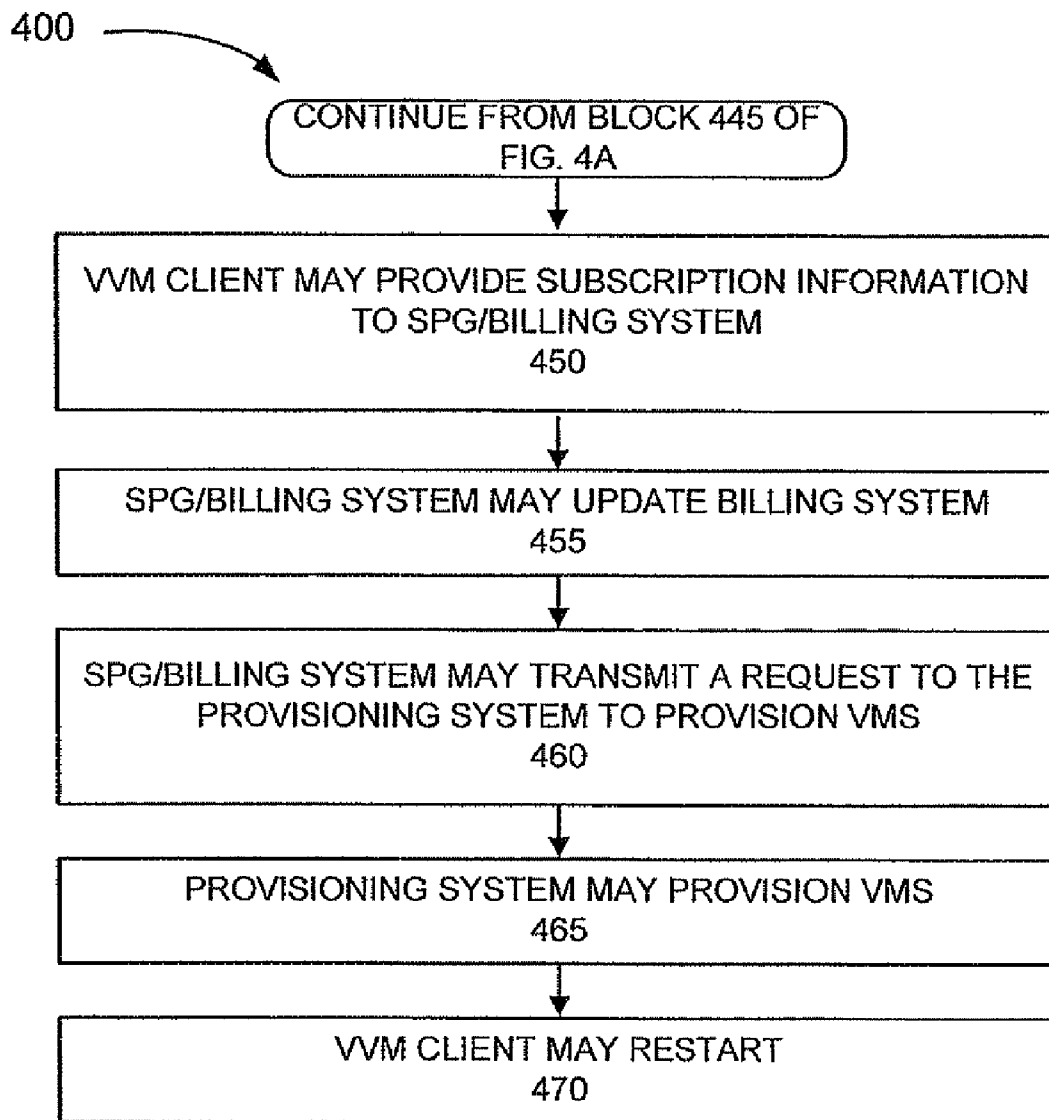 400
CONTINUE FROM BLOCK 445 OF
FIG. 4A
VVM CLIENT MAY PROVIDE SUBSCRIPTION INFORMATION
TO SPG/BILLING SYSTEM
450
SPG/BILLING SYSTEM MAY UPDATE BILLING SYSTEM
455
SPG/BILLING SYSTEM MAY TRANSMIT A REQUEST TO THE
PROVISIONING SYSTEM TO PROVISION VMS
460
PROVISIONING SYSTEM MAY PROVISION VMS
465
VVM CLIENT MAY RESTART
470